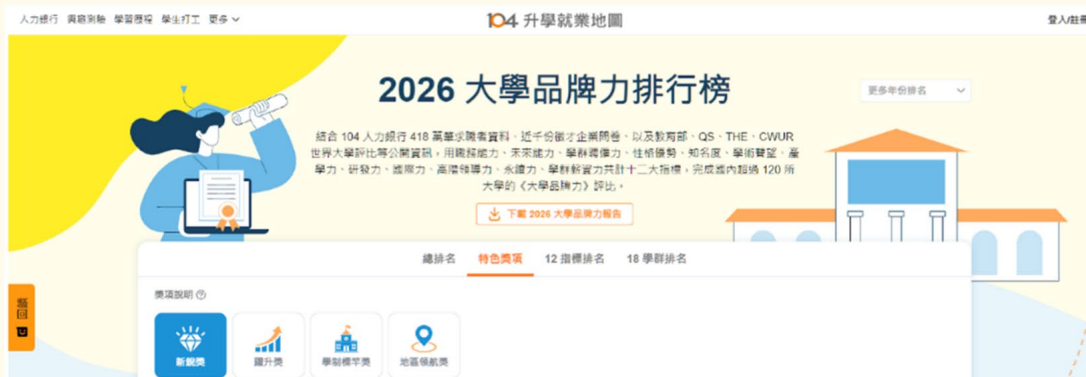 人力銀行 興趣測驗 學習歷程 學生打工 更多
104 升學就業地圖
登入/註冊
2026 大學品牌力排行榜
更多年份排名
結合 104 人力銀行 418 萬筆求職者資料、近千份徵才企業問卷、以及教育部、QS、THE、CWUR
世界大學評比等公開資訊，用職務能力、未來能力、學群聘僱力、性格優勢、知名度、學術聲望、產
學力、研發力、國際力、高階領導力、永續力、學群薪資力共計十二大指標，完成國內超過 120 所
大學的《大學品牌力》評比。
下載 2026 大學品牌力報告
總排名 特色獎項 12 指標排名 18 學群排名
獎項說明
新銳獎 躍升獎 學制標竿獎 地區領航獎